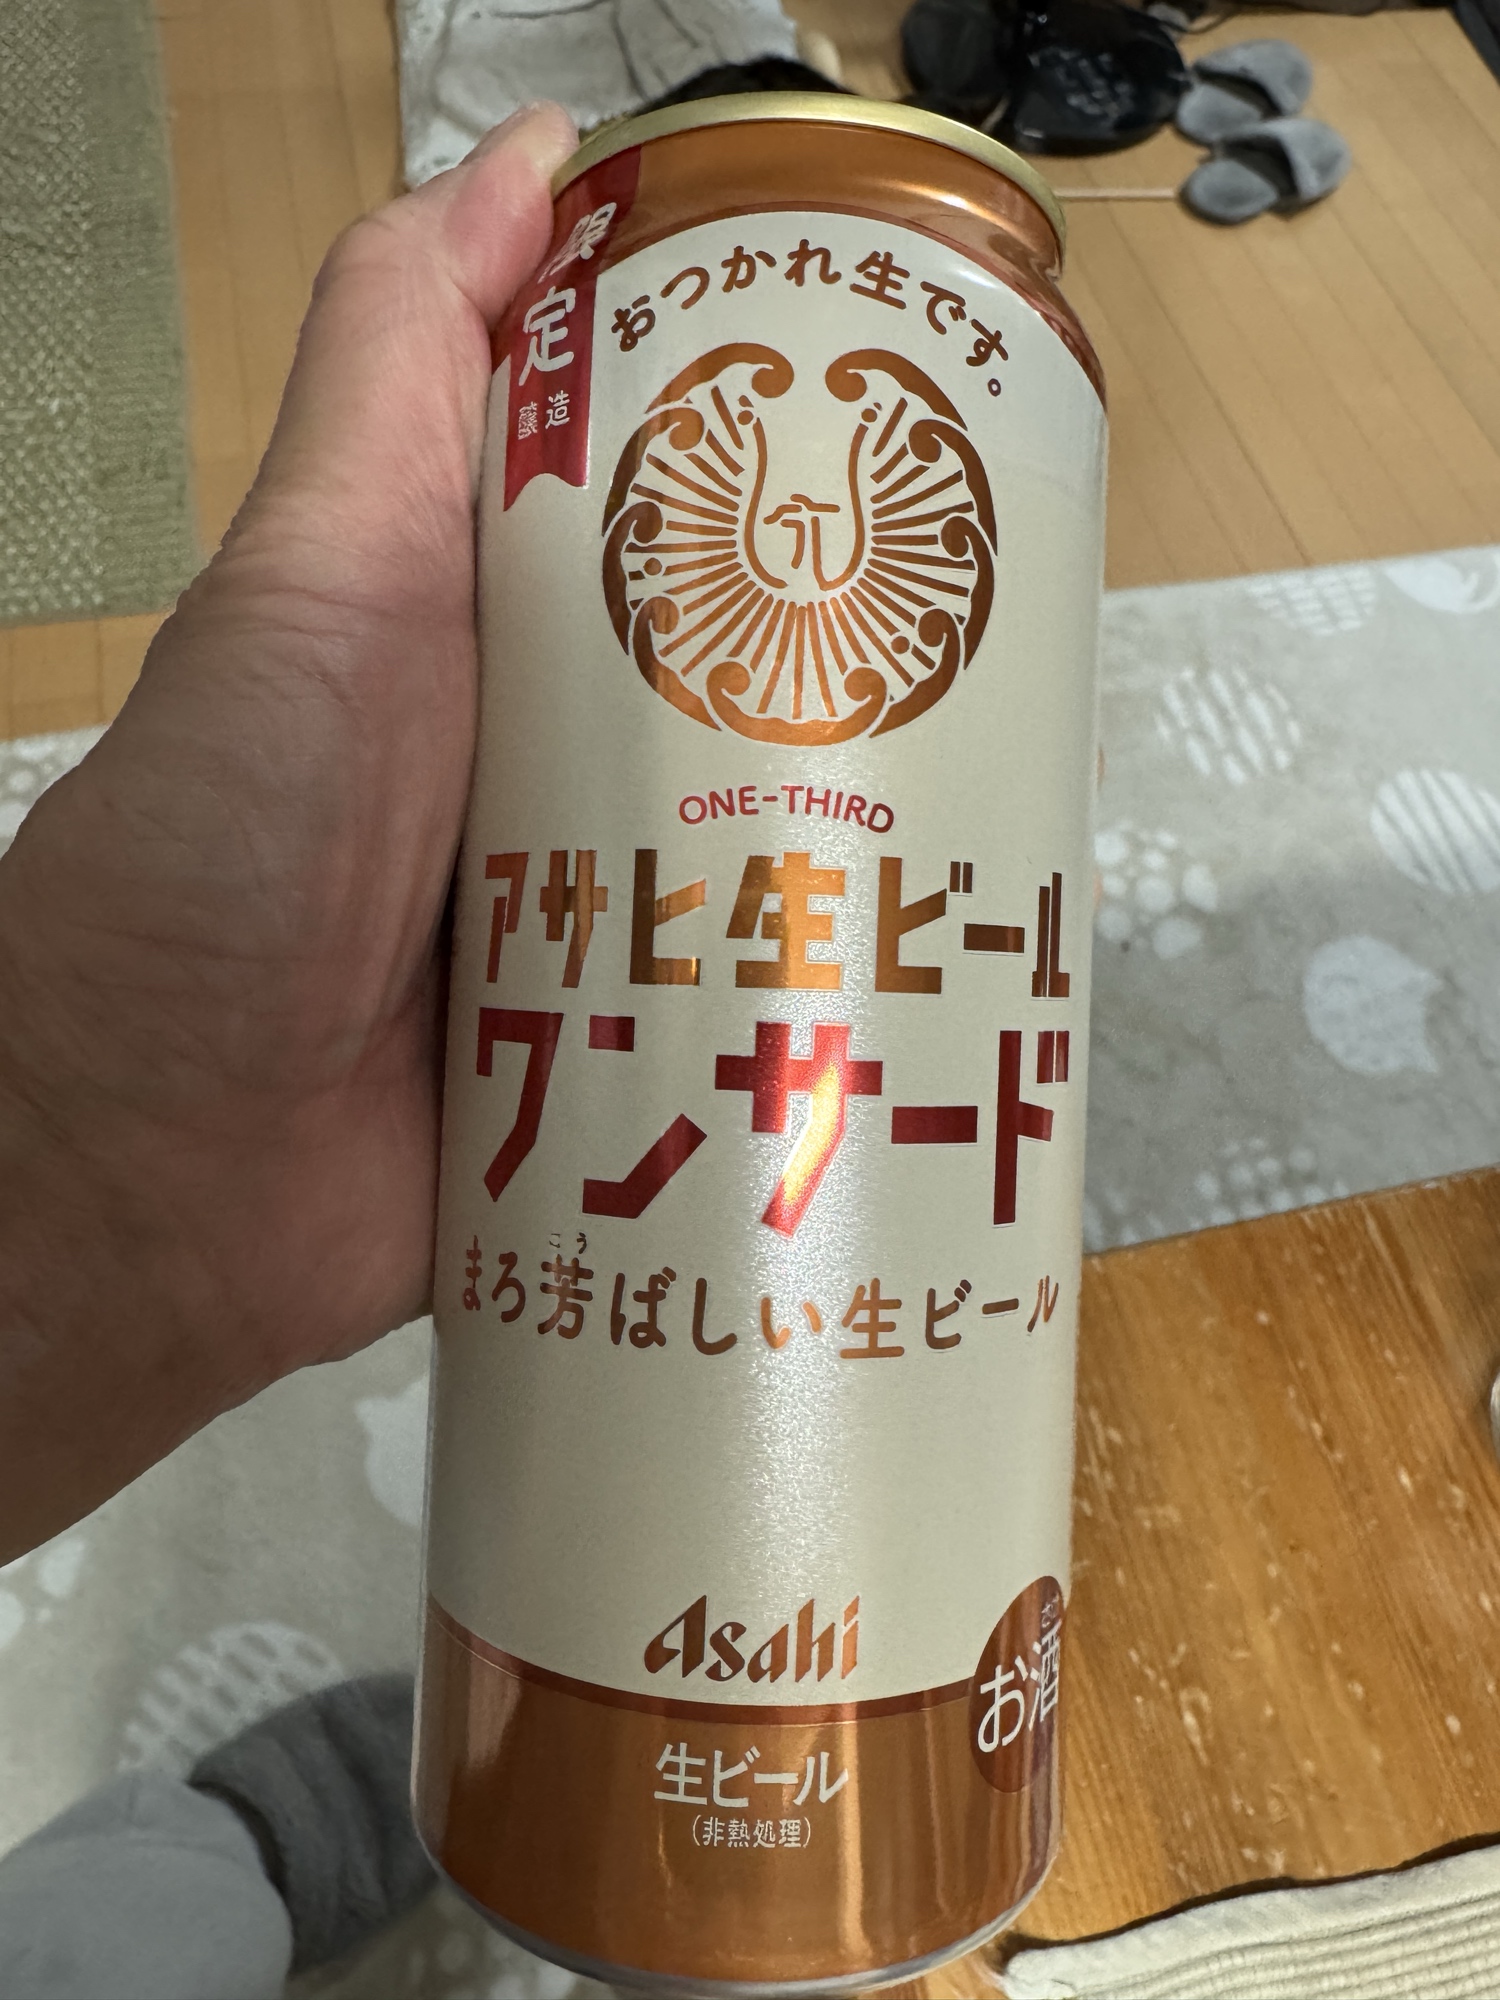 限定
醸造
おつかれ生です。
ONE-THIRD
アサヒ生ビール
ワンサード
こう
まろ芳ばしい生ビール
Asahi
お酒
生ビール
(非熱処理)